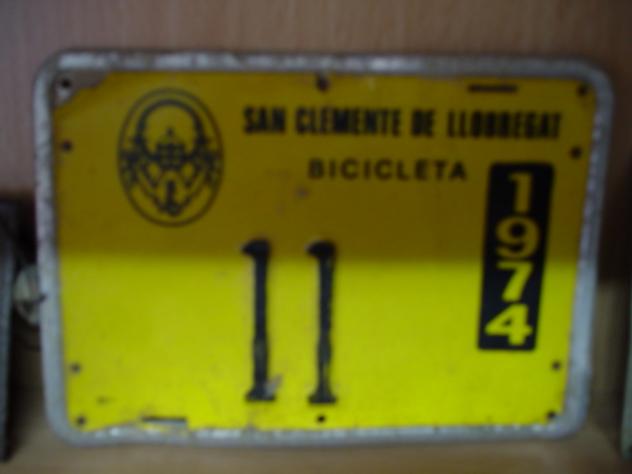 SAN CLEMENTE DE LLOBREGAT
BICICLETA
1974
11